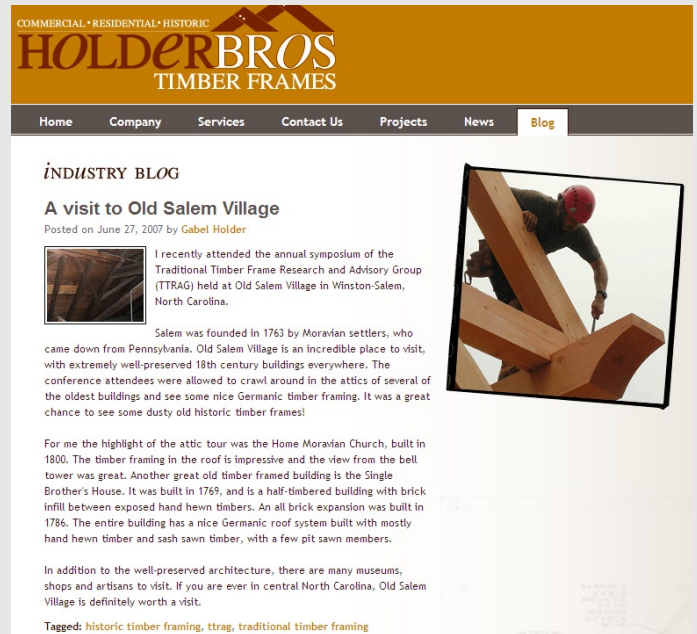 COMMERCIAL • RESIDENTIAL • HISTORIC
HOLDERBROS
TIMBER FRAMES
Home Company Services Contact Us Projects News Blog
iNDUSTRY BLOG
A visit to Old Salem Village
Posted on June 27, 2007 by Gabel Holder
I recently attended the annual symposium of the
Traditional Timber Frame Research and Advisory Group
(TTRAG) held at Old Salem Village in Winston-Salem,
North Carolina.
Salem was founded in 1763 by Moravian settlers, who
came down from Pennsylvania. Old Salem Village is an incredible place to visit,
with extremely well-preserved 18th century buildings everywhere. The
conference attendees were allowed to crawl around in the attics of several of
the oldest buildings and see some nice Germanic timber framing. It was a great
chance to see some dusty old historic timber frames!
For me the highlight of the attic tour was the Home Moravian Church, built in
1800. The timber framing in the roof is impressive and the view from the bell
tower was great. Another great old timber framed building is the Single
Brother's House. It was built in 1769, and is a half-timbered building with brick
infill between exposed hand hewn timbers. An all brick expansion was built in
1786. The entire building has a nice Germanic roof system built with mostly
hand hewn timber and sash sawn timber, with a few pit sawn members.
In addition to the well-preserved architecture, there are many museums,
shops and artisans to visit. If you are ever in central North Carolina, Old Salem
Village is definitely worth a visit.
Tagged: historic timber framing, ttrag, traditional timber framing